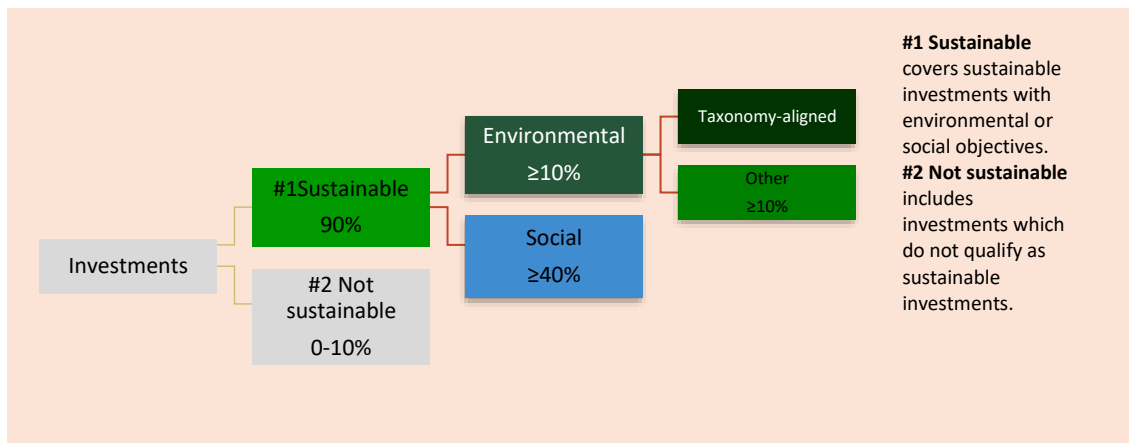 Investments
#1Sustainable
90%
#2 Not
sustainable
0-10%
Environmental
≥10%
Social
≥40%
Taxonomy-aligned
Other
≥10%
#1 Sustainable
covers sustainable
investments with
environmental or
social objectives.
#2 Not sustainable
includes
investments which
do not qualify as
sustainable
investments.